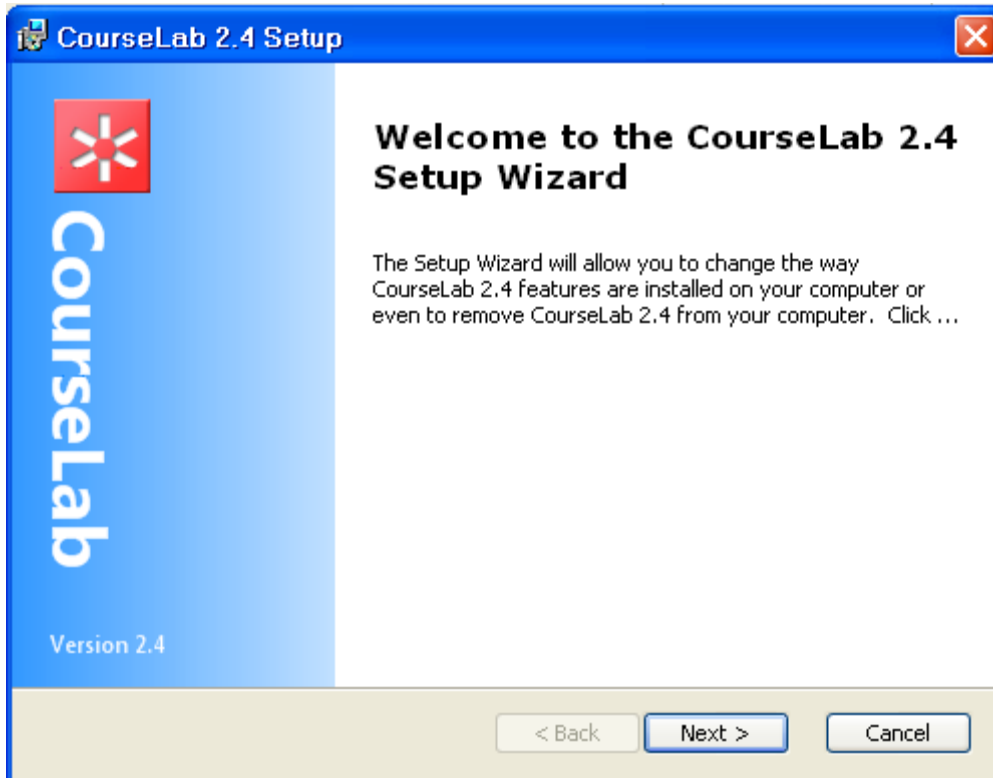 CourseLab 2.4 Setup
Welcome to the CourseLab 2.4
Setup Wizard
The Setup Wizard will allow you to change the way
CourseLab 2.4 features are installed on your computer or
even to remove CourseLab 2.4 from your computer. Click ...
CourseLab
Version 2.4
< Back
Next >
Cancel